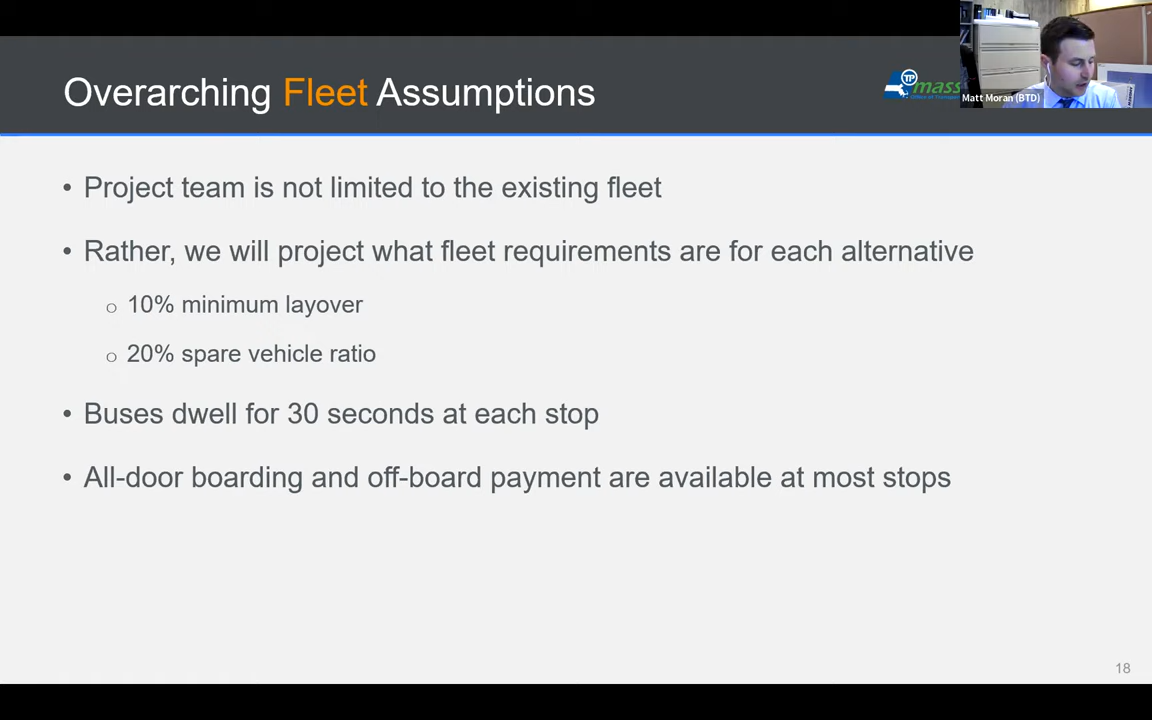 Overarching Fleet Assumptions
TP
mass
Matt Moran (BTD)
• Project team is not limited to the existing fleet
• Rather, we will project what fleet requirements are for each alternative
o 10% minimum layover
o 20% spare vehicle ratio
• Buses dwell for 30 seconds at each stop
• All-door boarding and off-board payment are available at most stops
18